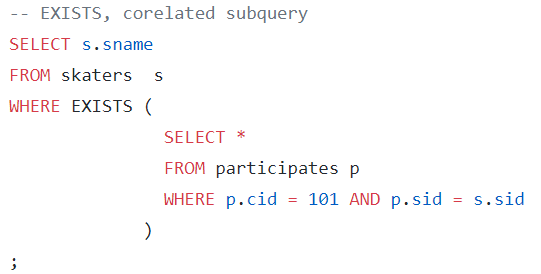 -- EXISTS, corelated subquery
SELECT s.sname
FROM skaters  s
WHERE EXISTS (
SELECT *
FROM participates p
WHERE p.cid = 101 AND p.sid = s.sid
)
;